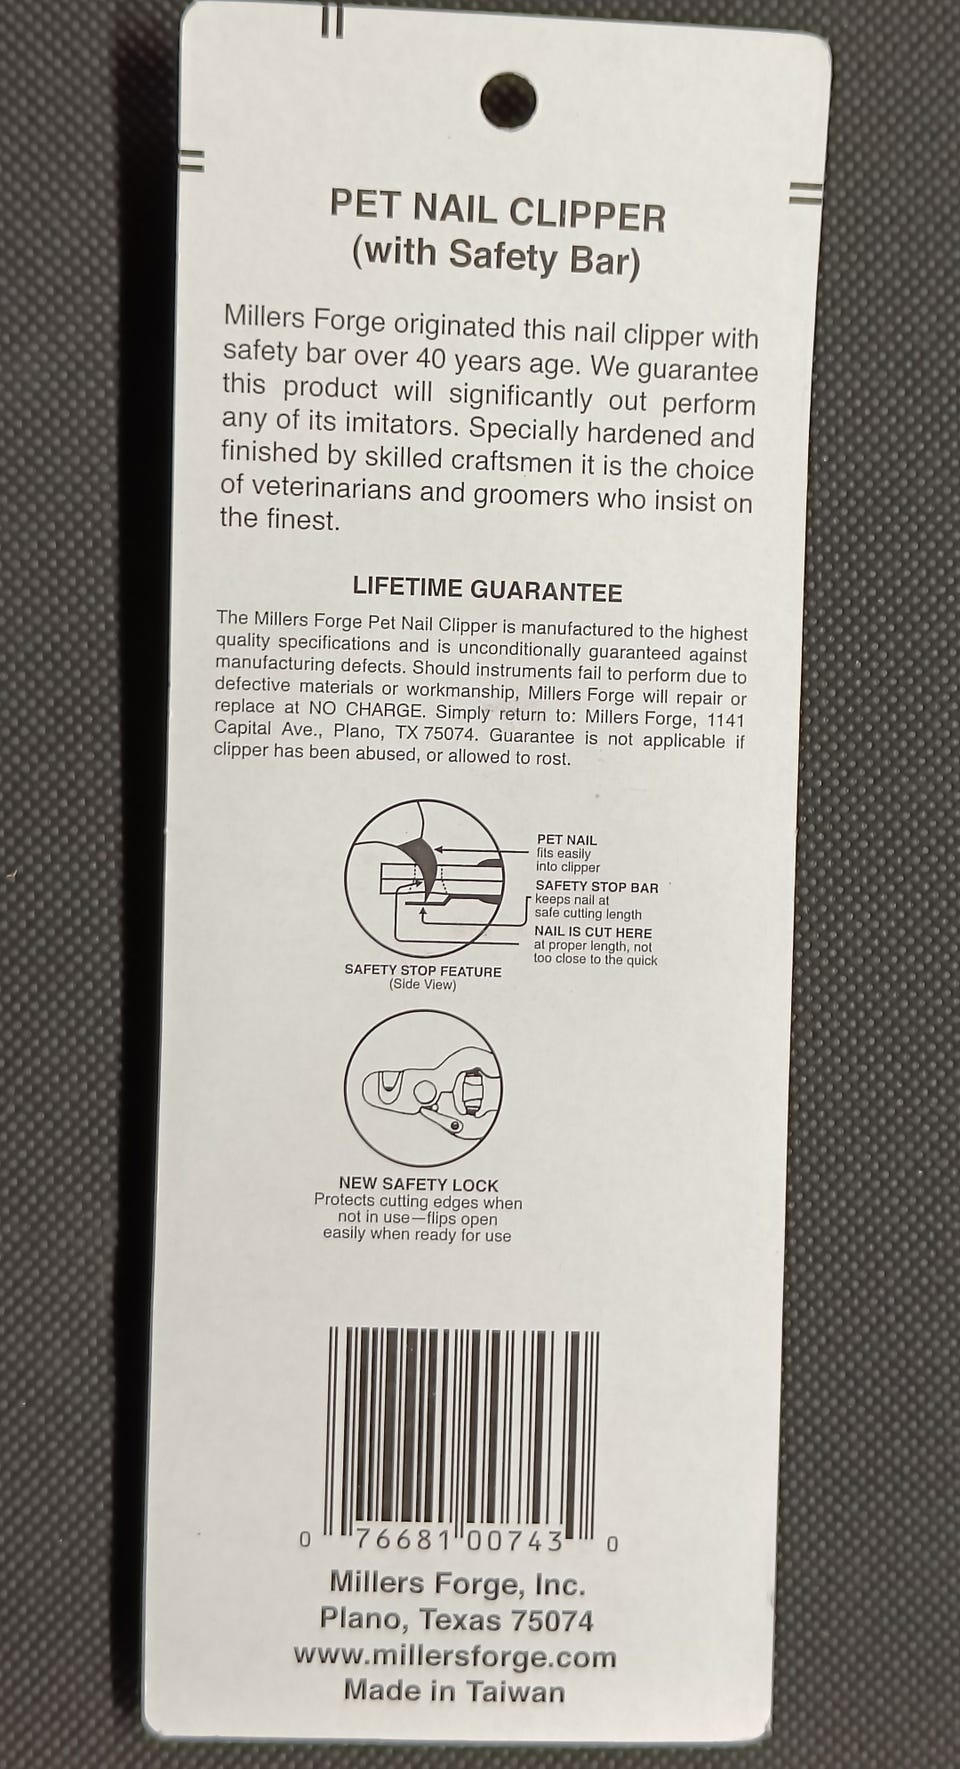 PET NAIL CLIPPER
(with Safety Bar)
Millers Forge originated this nail clipper with
safety bar over 40 years age. We guarantee
this product will significantly out perform
any of its imitators. Specially hardened and
finished by skilled craftsmen it is the choice
of veterinarians and groomers who insist on
the finest.
LIFETIME GUARANTEE
The Millers Forge Pet Nail Clipper is manufactured to the highest
quality specifications and is unconditionally guaranteed against
manufacturing defects. Should instruments fail to perform due to
defective materials or workmanship, Millers Forge will repair or
replace at NO CHARGE. Simply return to: Millers Forge, 1141
Capital Ave., Plano, TX 75074. Guarantee is not applicable if
clipper has been abused, or allowed to rost.
PET NAIL
fits easily
into clipper
SAFETY STOP BAR
keeps nail at
safe cutting length
NAIL IS CUT HERE
at proper length, not
too close to the quick
SAFETY STOP FEATURE
(Side View)
NEW SAFETY LOCK
Protects cutting edges when
not in use—flips open
easily when ready for use
0 76681 00743 0
Millers Forge, Inc.
Plano, Texas 75074
www.millersforge.com
Made in Taiwan